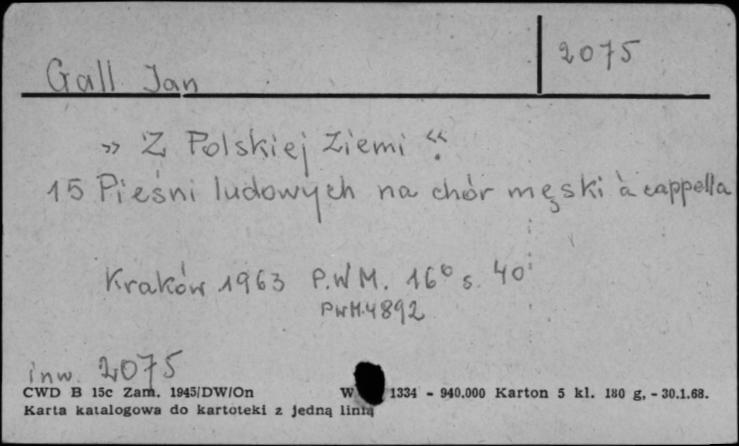 2075
Gall Jan
„ Z Polskiej Ziemi “.
15 Pieśni ludowych na chór męski à cappella
Kraków 1963 P.W M. 16° s. 40
PWM.4892
inw. 2075
CWD B 15c Zam. 1945/DW/On W 1334 - 940.000 Karton 5 kl. 180 g, - 30.1.68.
Karta katalogowa do kartoteki z jedną linią